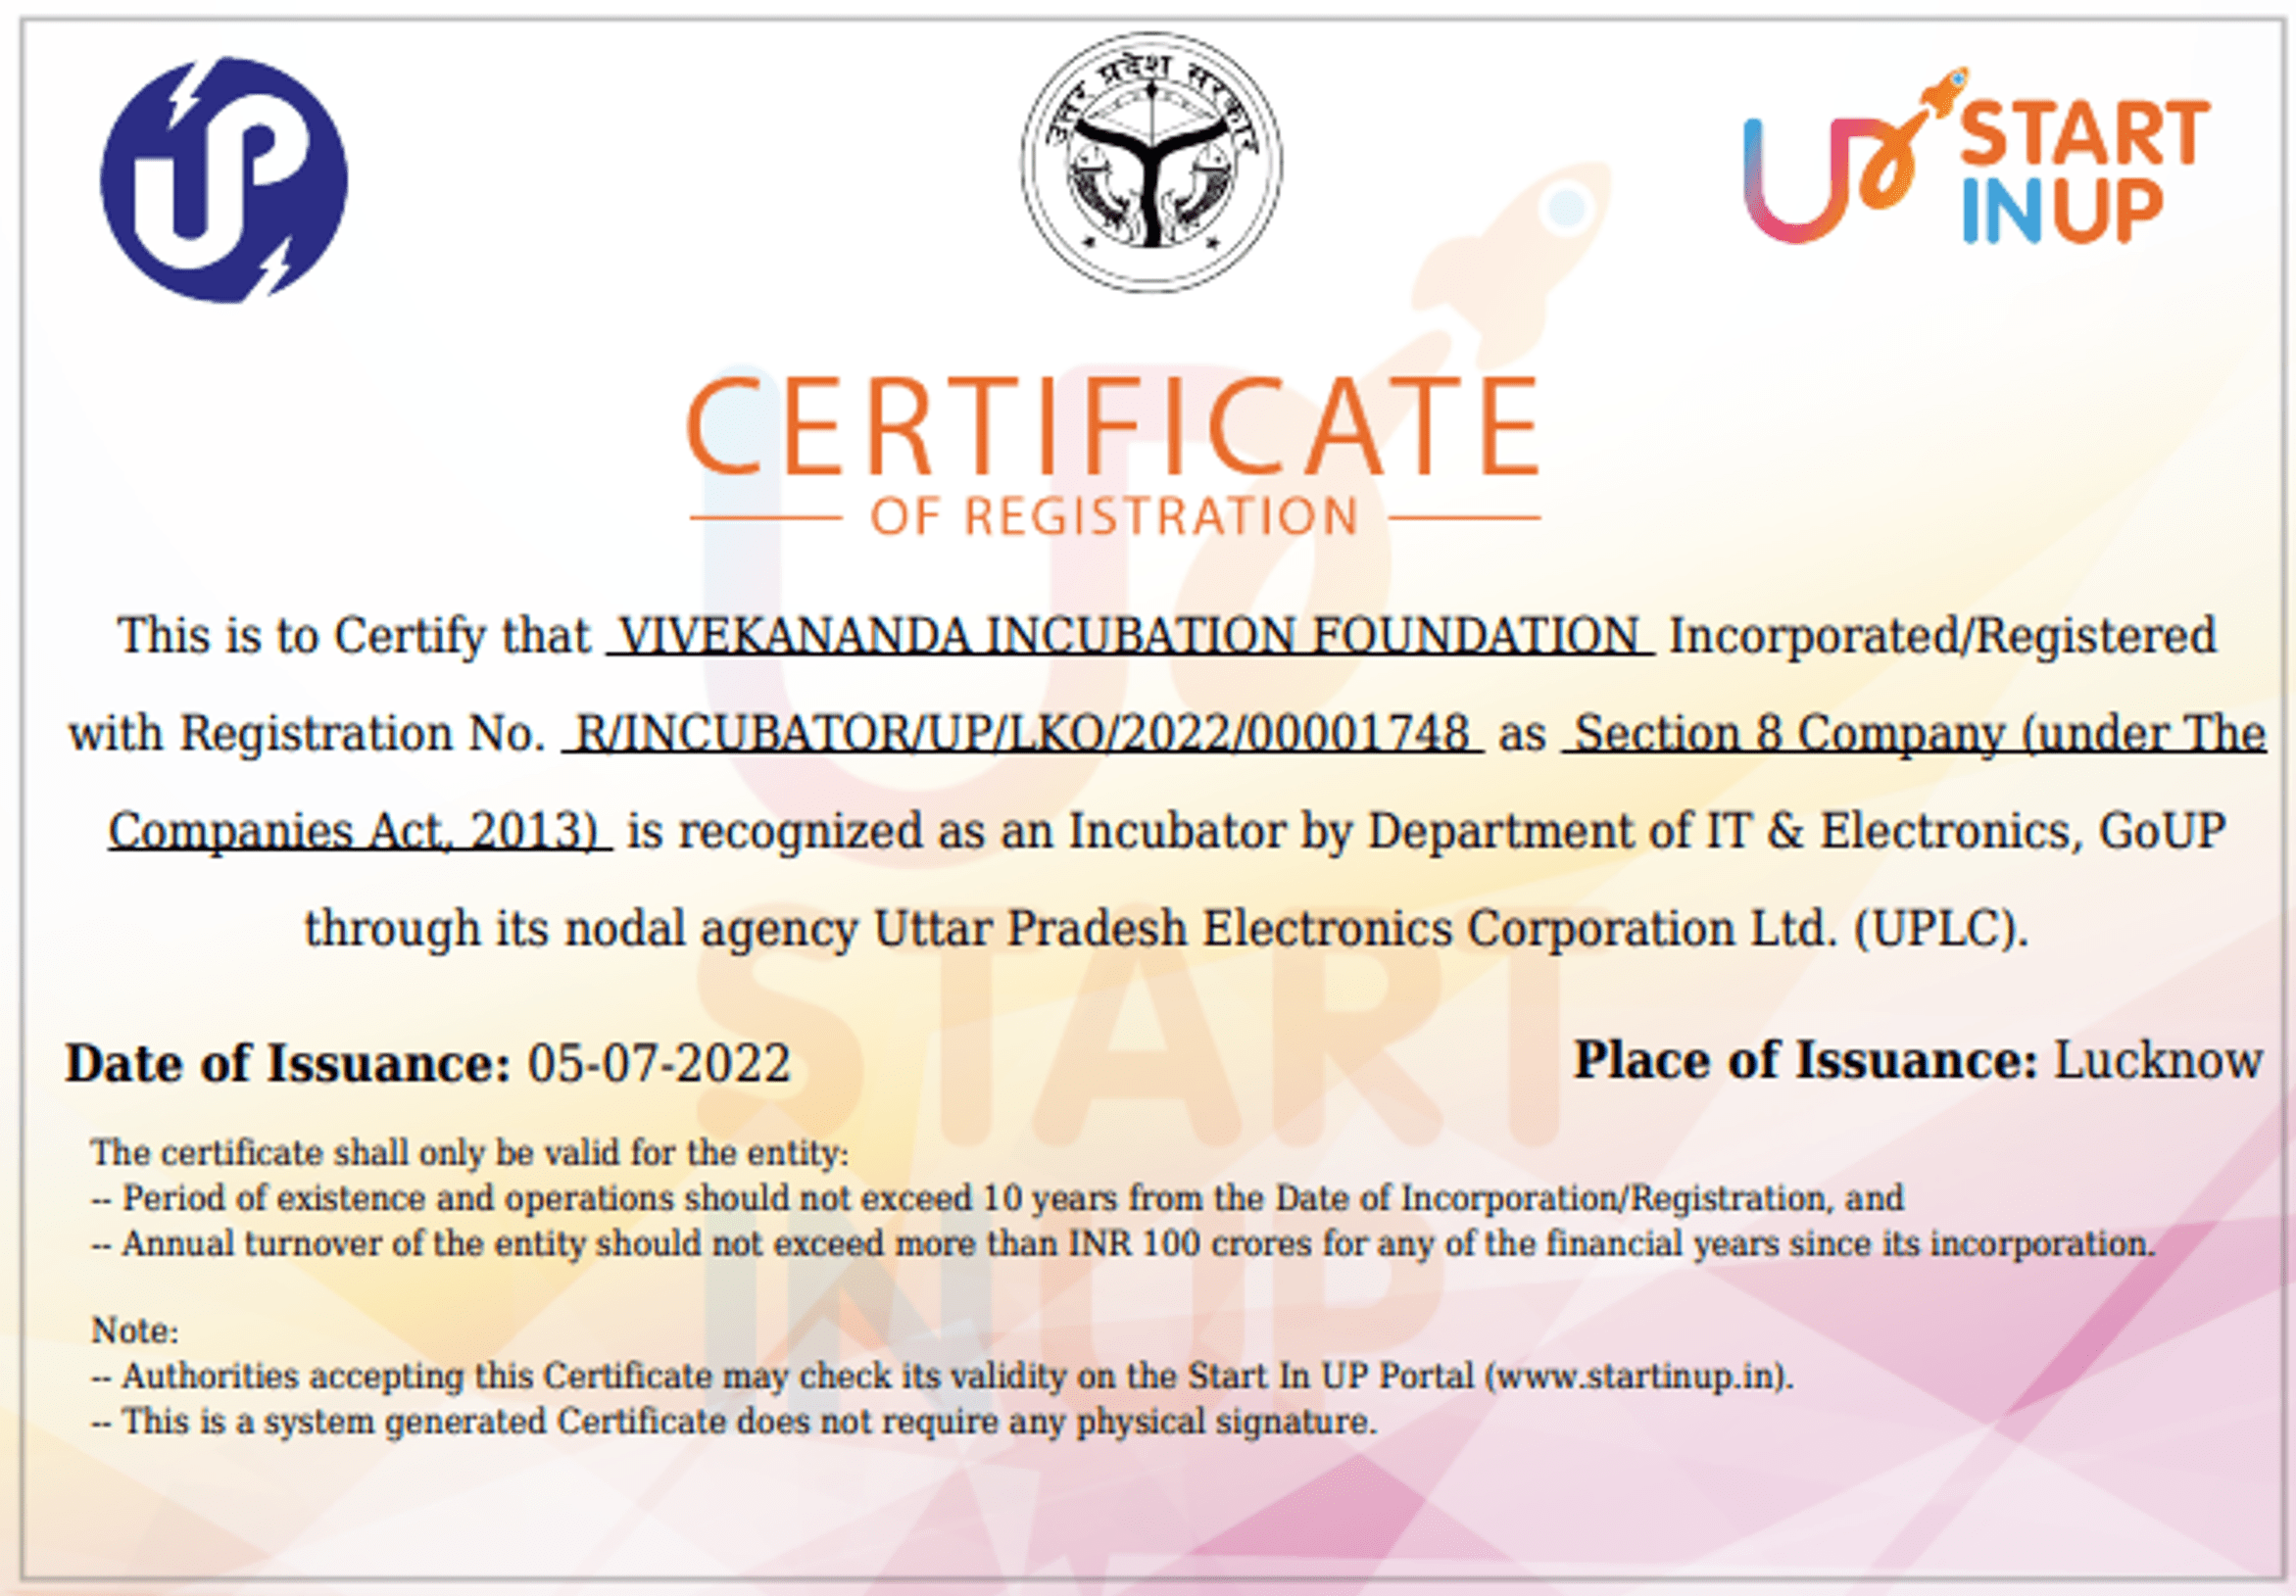 UP
उत्तर प्रदेश सरकार
UP START
IN UP
CERTIFICATE
OF REGISTRATION
This is to Certify that VIVEKANANDA INCUBATION FOUNDATION Incorporated/Registered
with Registration No. R/INCUBATOR/UP/LKO/2022/00001748 as Section 8 Company (under The
Companies Act, 2013) is recognized as an Incubator by Department of IT & Electronics, GoUP
through its nodal agency Uttar Pradesh Electronics Corporation Ltd. (UPLC).
Date of Issuance: 05-07-2022 Place of Issuance: Lucknow
The certificate shall only be valid for the entity:
-- Period of existence and operations should not exceed 10 years from the Date of Incorporation/Registration, and
-- Annual turnover of the entity should not exceed more than INR 100 crores for any of the financial years since its incorporation.
Note:
-- Authorities accepting this Certificate may check its validity on the Start In UP Portal (www.startinup.in).
-- This is a system generated Certificate does not require any physical signature.
UP
START
IN UP